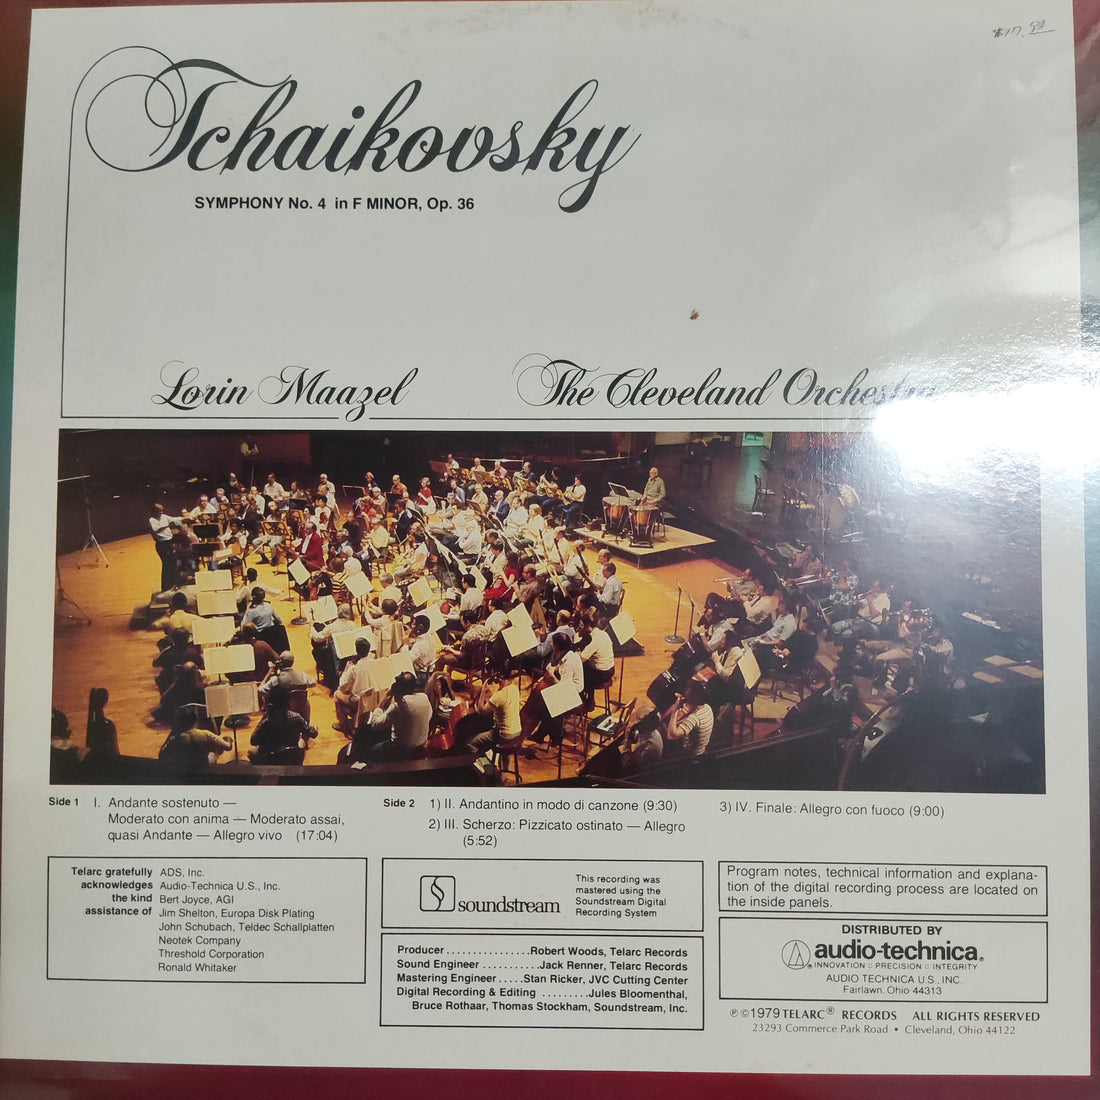 Tchaikovsky
SYMPHONY No. 4 in F MINOR, Op. 36
Lorin Maazel The Cleveland Orchestra
Side 1 I. Andante sostenuto —
Moderato con anima — Moderato assai,
quasi Andante — Allegro vivo (17:04)
Side 2 1) II. Andantino in modo di canzone (9:30)
2) III. Scherzo: Pizzicato ostinato — Allegro
(5:52)
3) IV. Finale: Allegro con fuoco (9:00)
Telarc gratefully acknowledges the kind assistance of
ADS, Inc.
Audio-Technica U.S., Inc.
Bert Joyce, AGI
Jim Shelton, Europa Disk Plating
John Schubach, Teldec Schallplatten
Neotek Company
Threshold Corporation
Ronald Whitaker
soundstream
This recording was
mastered using the
Soundstream Digital
Recording System
Producer................Robert Woods, Telarc Records
Sound Engineer ..........Jack Renner, Telarc Records
Mastering Engineer .....Stan Ricker, JVC Cutting Center
Digital Recording & Editing .........Jules Bloomenthal,
Bruce Rothaar, Thomas Stockham, Soundstream, Inc.
Program notes, technical information and explana-
tion of the digital recording process are located on
the inside panels.
DISTRIBUTED BY
audio-technica®
INNOVATION □ PRECISION □ INTEGRITY
AUDIO TECHNICA U.S., INC.
Fairlawn, Ohio 44313
℗ © 1979 TELARC® RECORDS ALL RIGHTS RESERVED
23293 Commerce Park Road • Cleveland, Ohio 44122